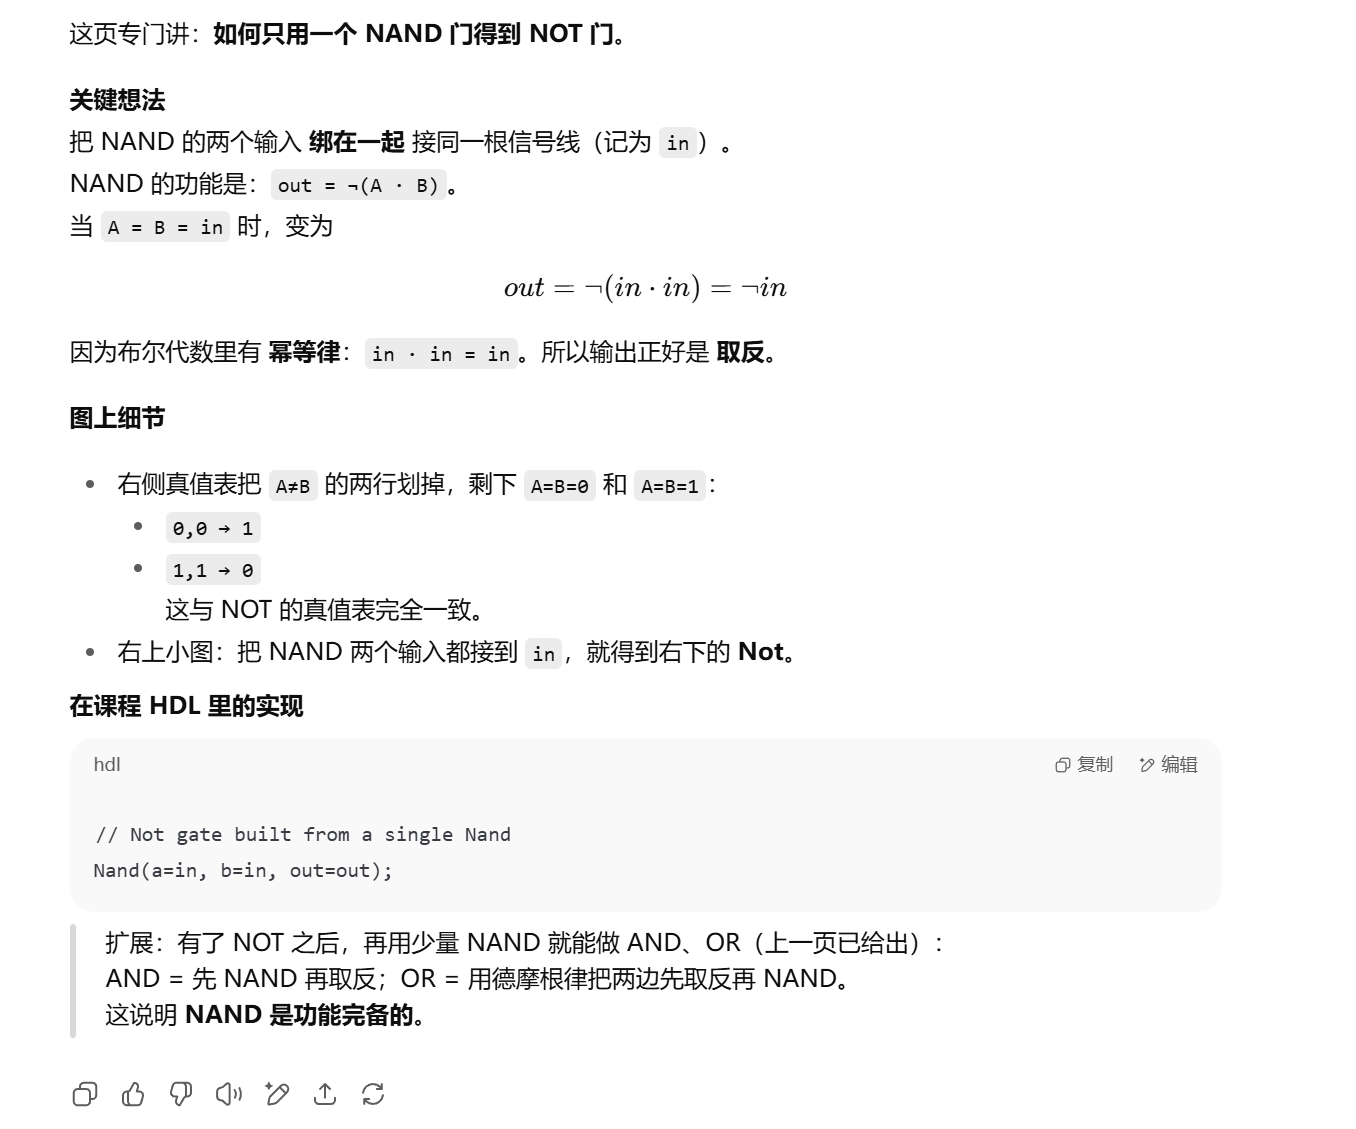 这页专门讲：如何只用一个 NAND 门得到 NOT 门。
关键想法
把 NAND 的两个输入 绑在一起 接同一根信号线（记为 in）。
NAND 的功能是：out = ¬(A · B)。
当 A = B = in 时，变为
out = ¬(in · in) = ¬in
因为布尔代数里有 幂等律：in · in = in。所以输出正好是 取反。
图上细节
• 右侧真值表把 A≠B 的两行划掉，剩下 A=B=0 和 A=B=1：
• 0,0 → 1
• 1,1 → 0
这与 NOT 的真值表完全一致。
• 右上小图：把 NAND 两个输入都接到 in，就得到右下的 Not。
在课程 HDL 里的实现
hdl 复制 编辑
// Not gate built from a single Nand
Nand(a=in, b=in, out=out);
扩展：有了 NOT 之后，再用少量 NAND 就能做 AND、OR（上一页已给出）：
AND = 先 NAND 再取反；OR = 用德摩根律把两边先取反再 NAND。
这说明 NAND 是功能完备的。